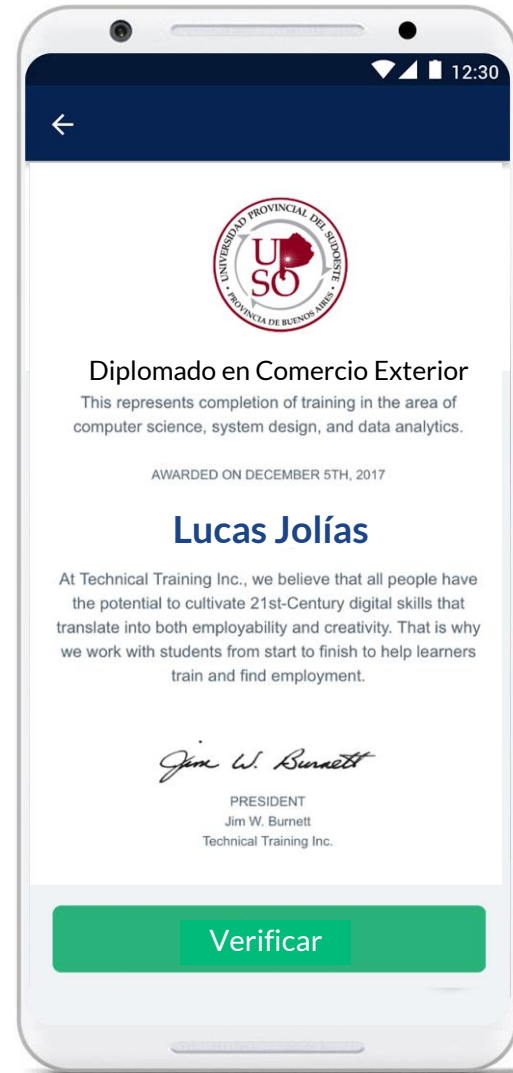 12:30
UNIVERSIDAD PROVINCIAL DEL SUDOESTE
UPSO
PROVINCIA DE BUENOS AIRES
Diplomado en Comercio Exterior
This represents completion of training in the area of
computer science, system design, and data analytics.
AWARDED ON DECEMBER 5TH, 2017
Lucas Jolías
At Technical Training Inc., we believe that all people have
the potential to cultivate 21st-Century digital skills that
translate into both employability and creativity. That is why
we work with students from start to finish to help learners
train and find employment.
Jim W. Burnett
PRESIDENT
Jim W. Burnett
Technical Training Inc.
Verificar